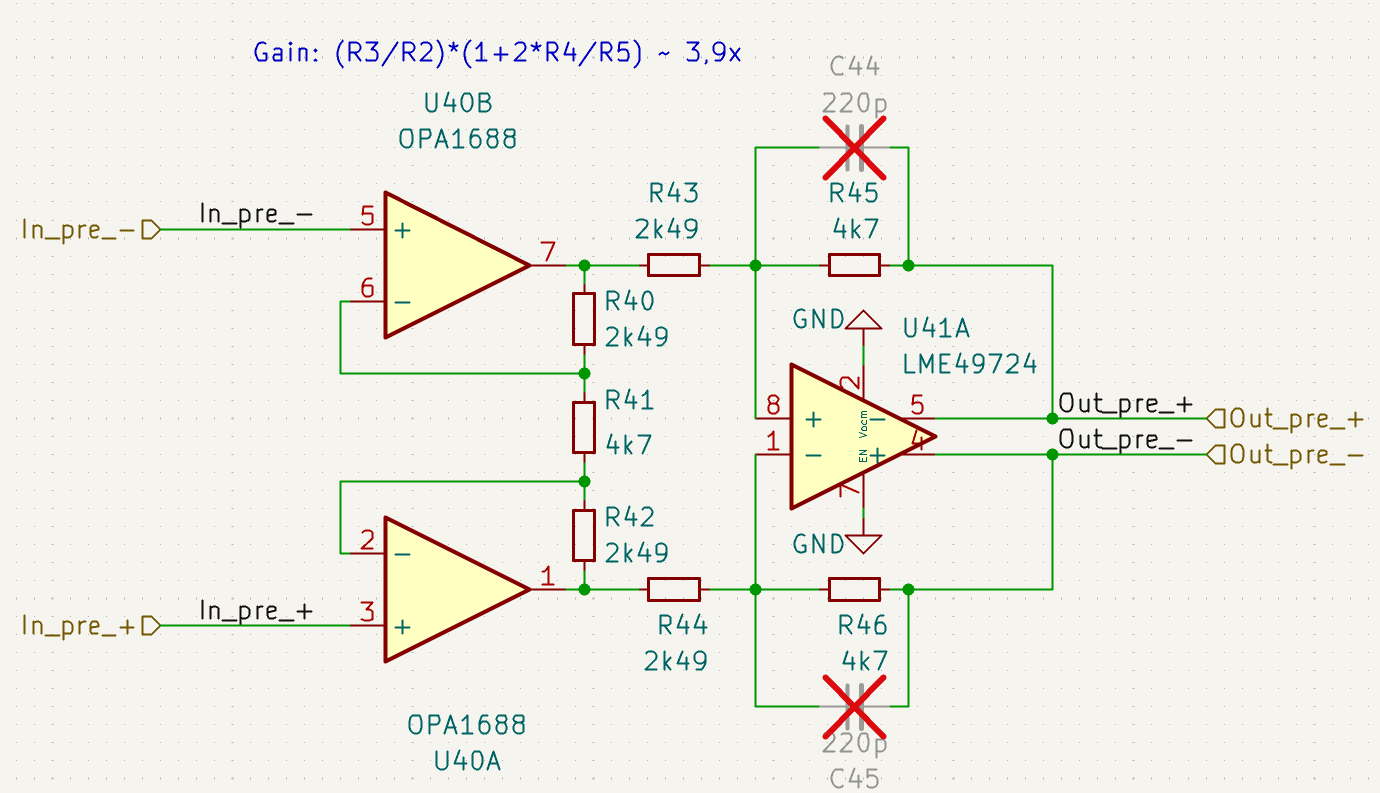 Gain: (R3/R2)*(1+2*R4/R5) ~ 3,9x
C44
220p
U40B
OPA1688
R43
2k49
R45
4k7
In_pre_-
In_pre_-
5
+
7
6
−
R40
2k49
GND
U41A
LME49724
2
R41
4k7
8
+
EN Vocm
−
5
Out_pre_+
Out_pre_+
1
−
+
4
Out_pre_-
Out_pre_-
7
GND
R42
2k49
2
−
1
In_pre_+
In_pre_+
3
+
R44
2k49
R46
4k7
OPA1688
U40A
220p
C45